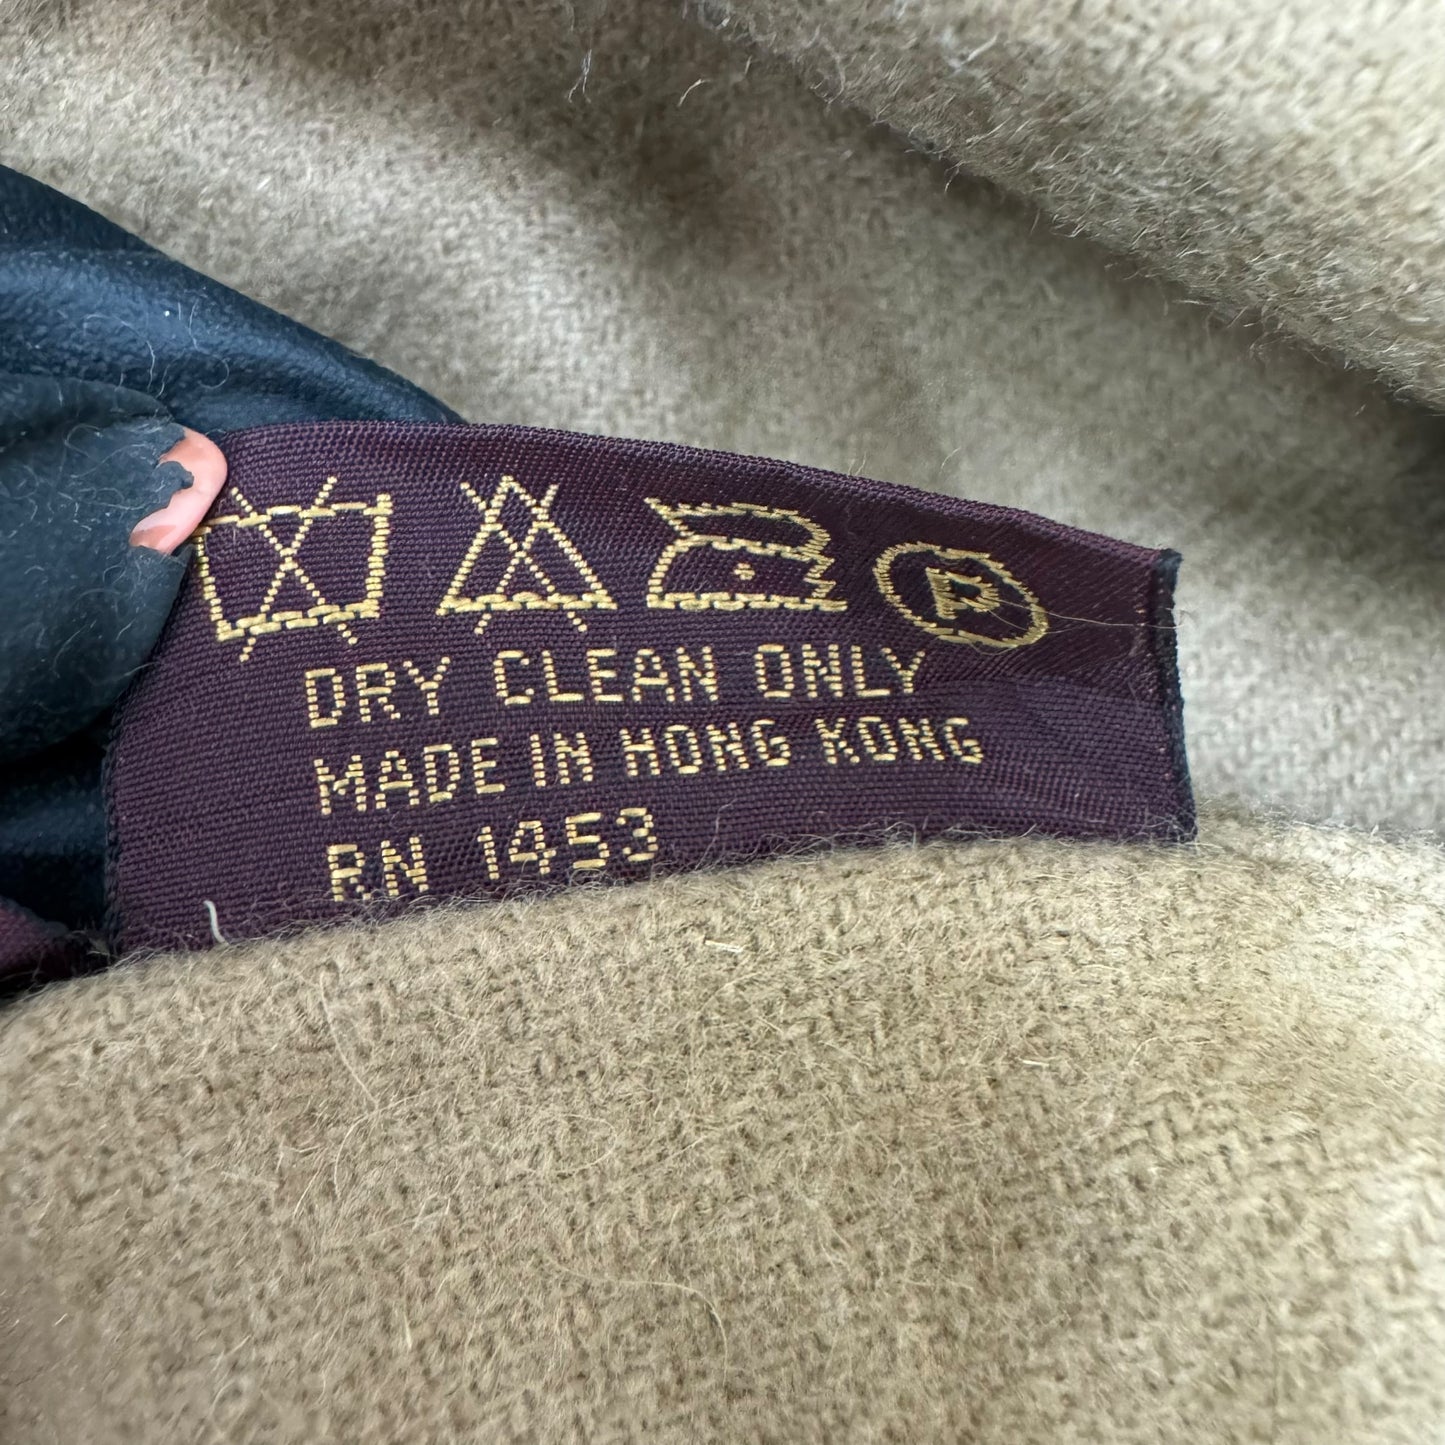 P
DRY CLEAN ONLY
MADE IN HONG KONG
RN 1453